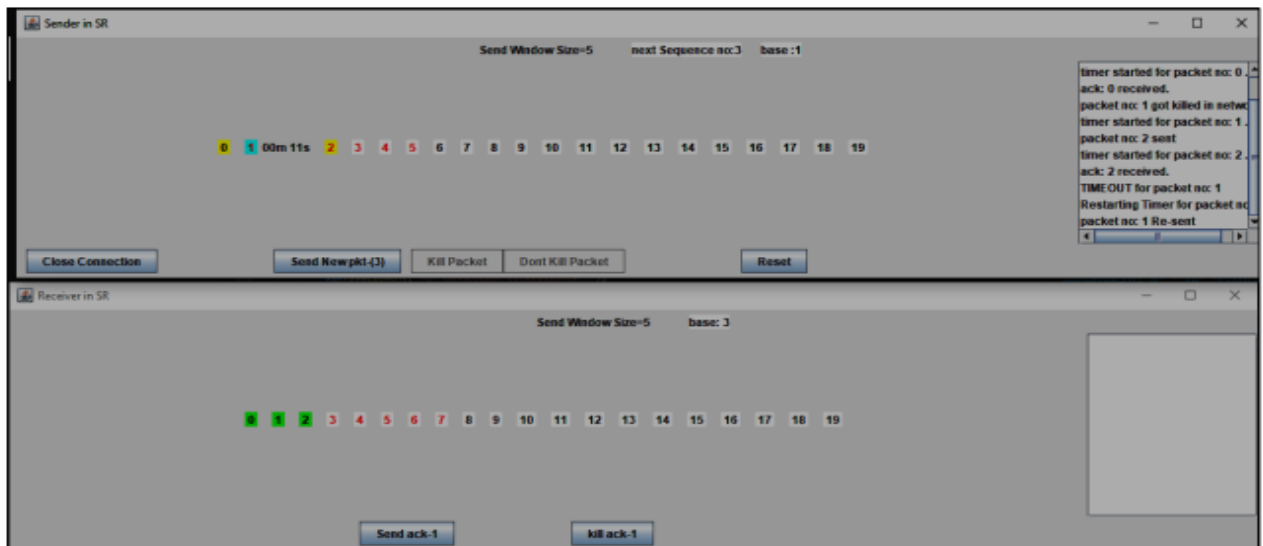 Sender in SR
Send Window Size=5 next Sequence no:3 base :1
timer started for packet no: 0 .
ack: 0 received.
packet no: 1 got killed in netwo
timer started for packet no: 1 .
packet no: 2 sent
timer started for packet no: 2 .
ack: 2 received.
TIMEOUT for packet no: 1
Restarting Timer for packet no
packet no: 1 Re-sent
0 1 00m 11s 2 3 4 5 6 7 8 9 10 11 12 13 14 15 16 17 18 19
Close Connection Send New pkt-(3) Kill Packet Dont Kill Packet Reset
Receiver in SR
Send Window Size=5 base: 3
0 1 2 3 4 5 6 7 8 9 10 11 12 13 14 15 16 17 18 19
Send ack-1 kill ack-1